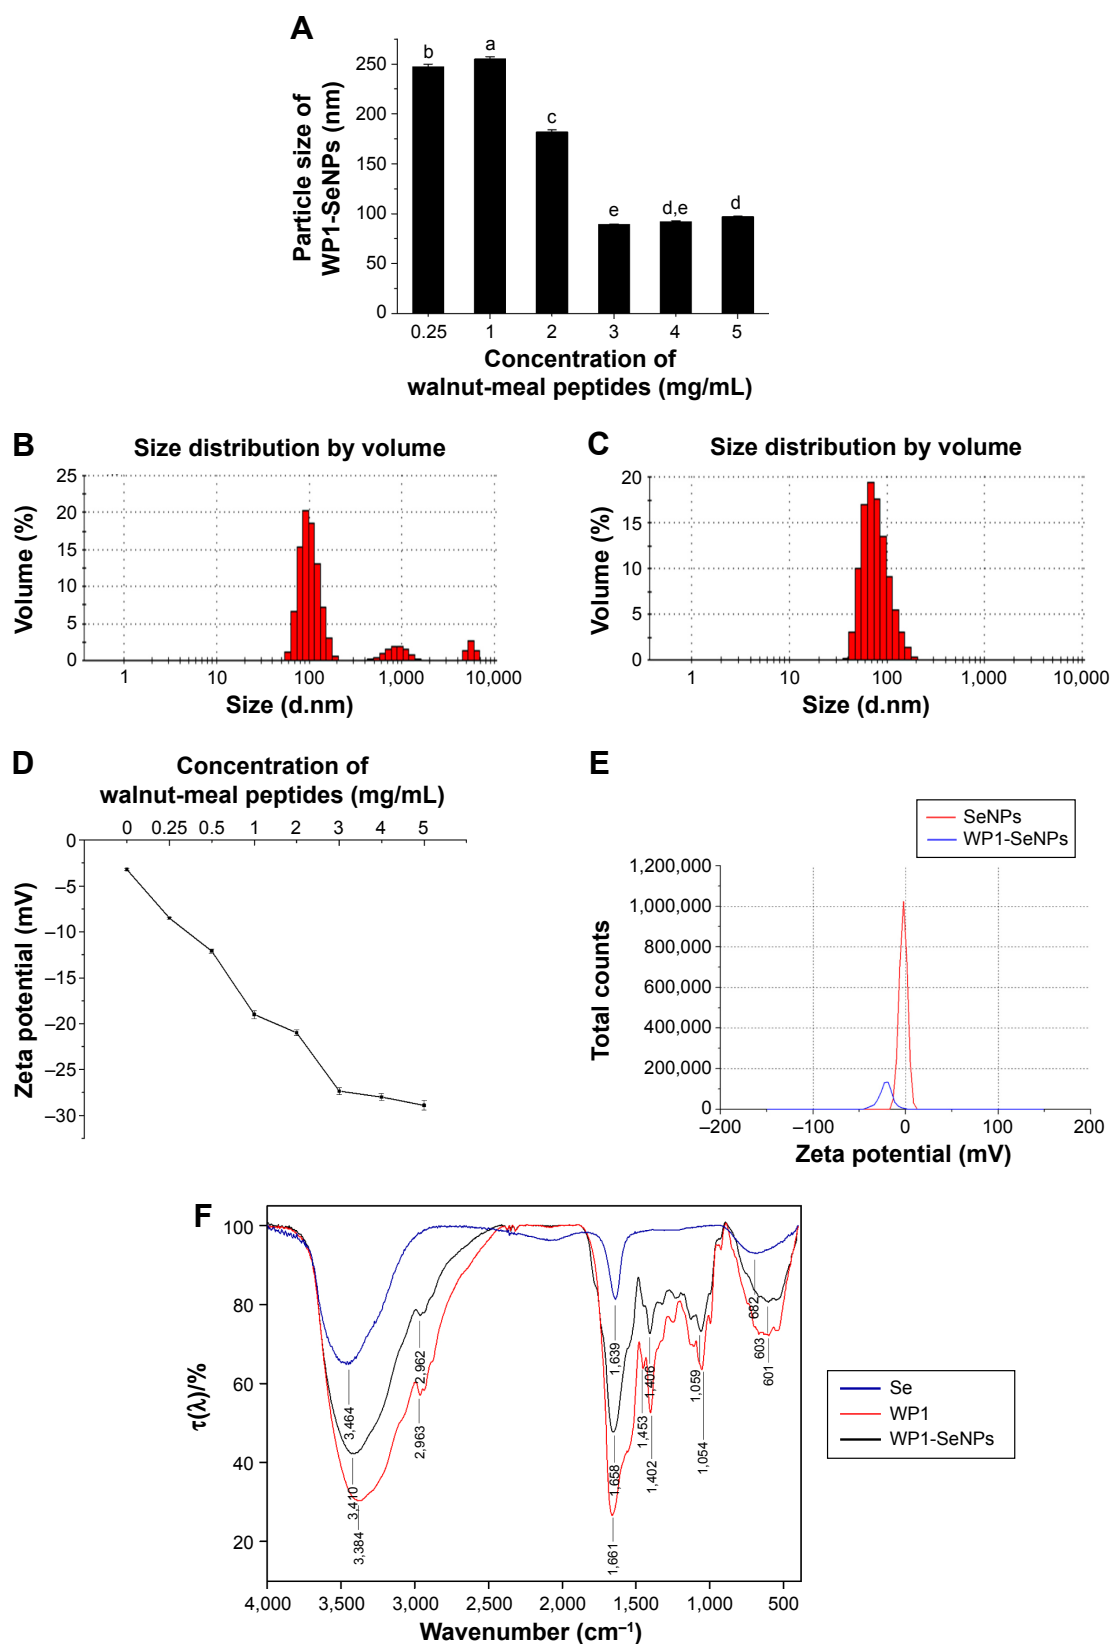 A
Particle size of
WP1-SeNPs (nm)
250
200
150
100
50
0
b
a
c
e
d,e
d
0.25 1 2 3 4 5
Concentration of
walnut-meal peptides (mg/mL)
B
Size distribution by volume
Volume (%)
25
20
15
10
5
0
1 10 100 1,000 10,000
Size (d.nm)
C
Size distribution by volume
Volume (%)
20
15
10
5
0
1 10 100 1,000 10,000
Size (d.nm)
D
Concentration of
walnut-meal peptides (mg/mL)
0 0.25 0.5 1 2 3 4 5
Zeta potential (mV)
0
–5
–10
–15
–20
–25
–30
E
SeNPs
WP1-SeNPs
Total counts
1,200,000
1,000,000
800,000
600,000
400,000
200,000
0
–200 –100 0 100 200
Zeta potential (mV)
F
τ(λ)/%
100
80
60
40
20
3,464
3,410
3,384
2,962
2,963
1,639
1,658
1,661
1,453
1,406
1,402
1,059
1,054
682
603
601
4,000 3,500 3,000 2,500 2,000 1,500 1,000 500
Wavenumber (cm⁻¹)
Se
WP1
WP1-SeNPs